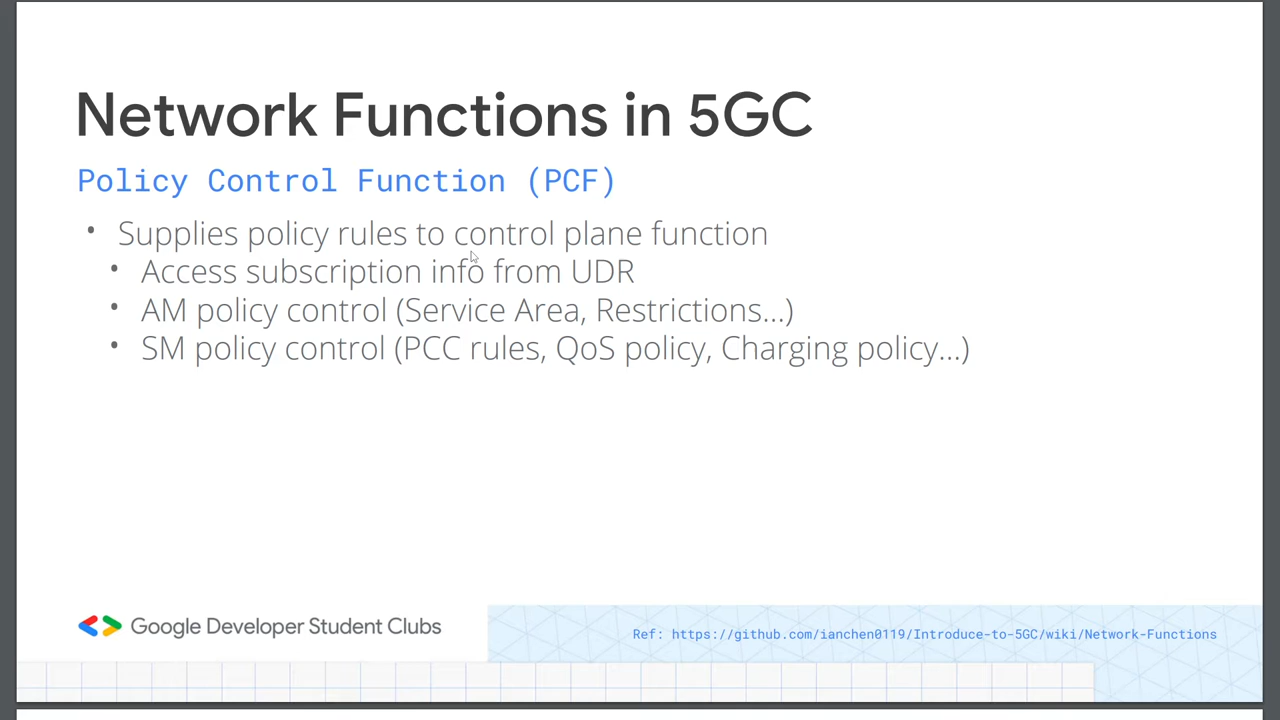 Network Functions in 5GC
Policy Control Function (PCF)
• Supplies policy rules to control plane function
• Access subscription info from UDR
• AM policy control (Service Area, Restrictions...)
• SM policy control (PCC rules, QoS policy, Charging policy...)
Google Developer Student Clubs
Ref: https://github.com/ianchen0119/Introduce-to-5GC/wiki/Network-Functions